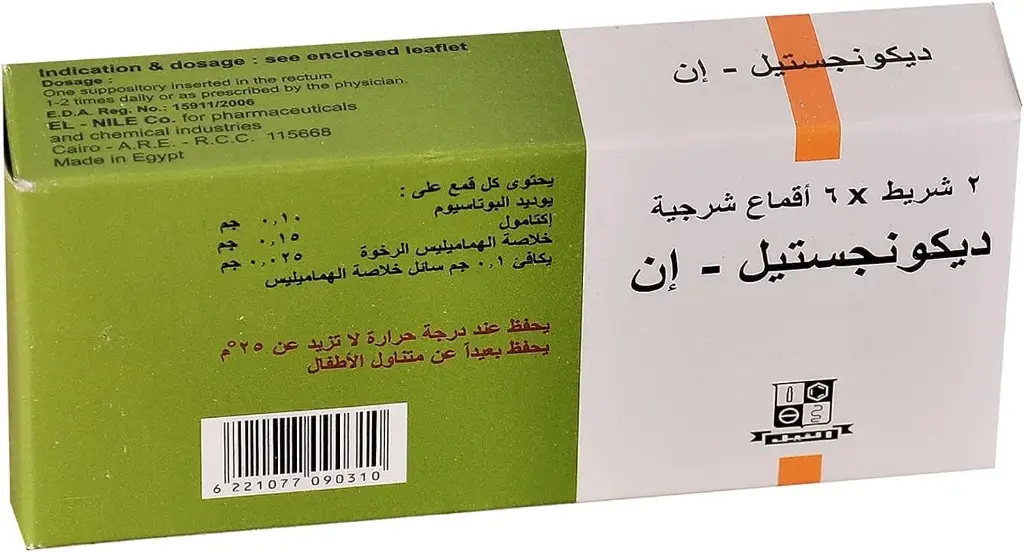 Indication & dosage : see enclosed leaflet
Dosage :
One suppository inserted in the rectum
1-2 times daily or as prescribed by the physician.
E.D.A. Reg. No.: 15911/2006
EL - NILE Co. for pharmaceuticals
and chemical industries
Cairo - A.R.E. - R.C.C. 115668
Made in Egypt
ديكونجستيل - إن
يحتوى كل قمع على :
يوديد البوتاسيوم ٠,١٠ جم
إكتامول ٠,١٥ جم
خلاصة الهماميليس الرخوة ٠,٠٢٥ جم
يكافئ ٠,١ جم سائل خلاصة الهماميليس
يحفظ عند درجة حرارة لا تزيد عن ٢٥°م
يحفظ بعيداً عن متناول الأطفال
6 221077 090310
٢ شريط x ٦ أقماع شرجية
ديكونجستيل - إن
النيل